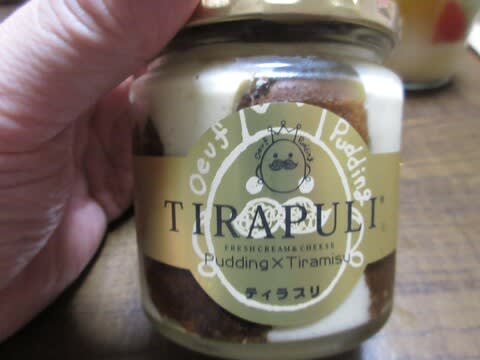 Oeuf Pudding
TIRAPULI
FRESH CREAM & CHEESE
Pudding×Tiramisu
ティラプリ